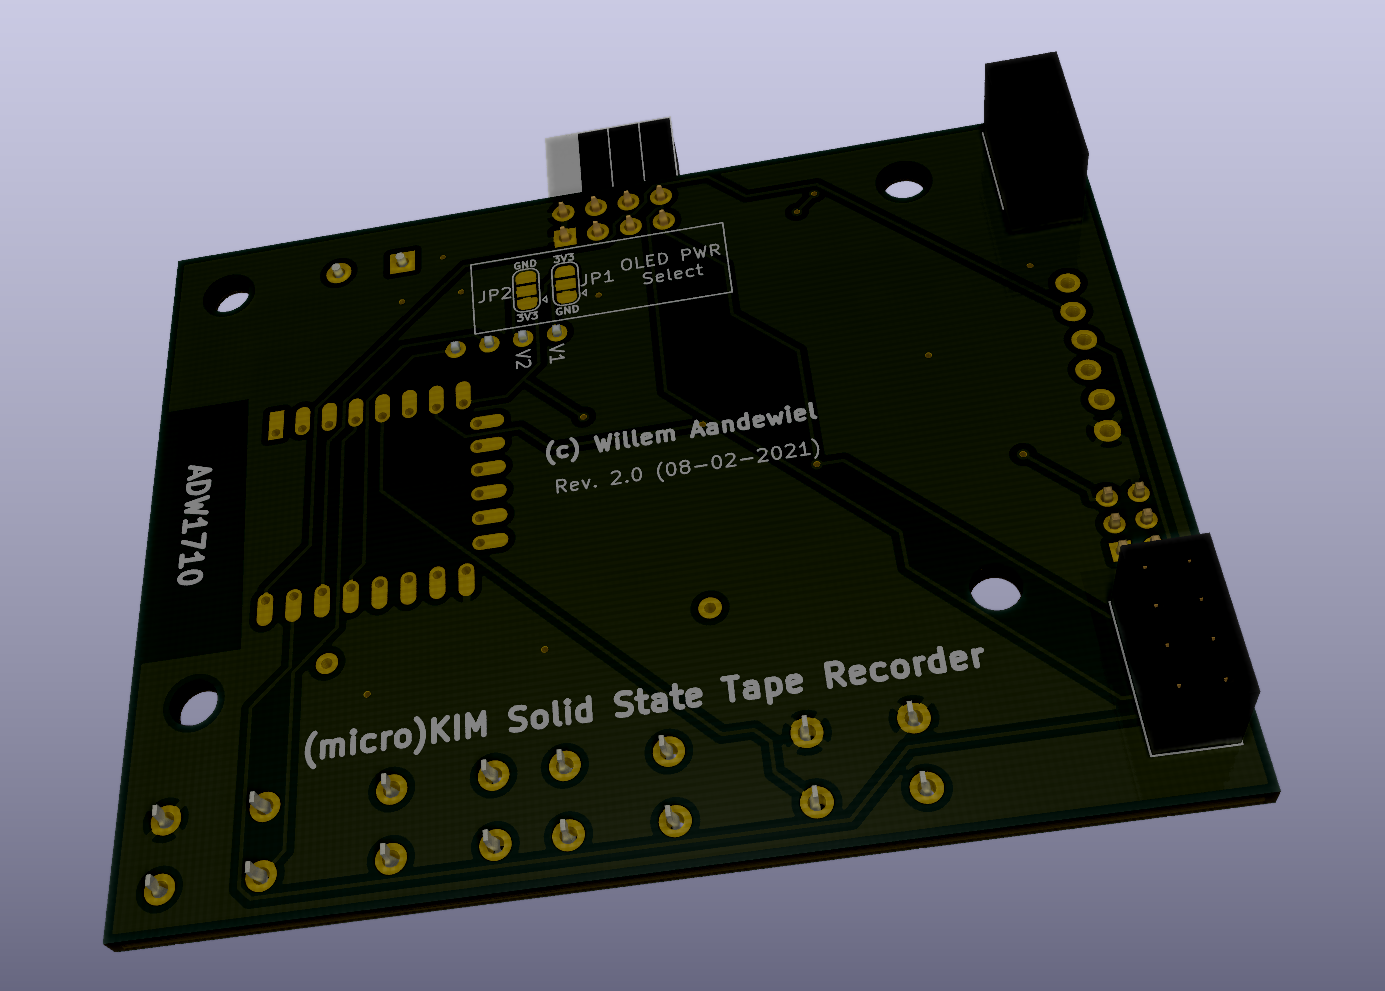 GND
3V3
OLED PWR
Select
JP2
JP1
3V3
GND
V2
V1
(c) Willem Aandewiel
Rev. 2.0 (08-02-2021)
ADW1710
(micro)KIM Solid State Tape Recorder